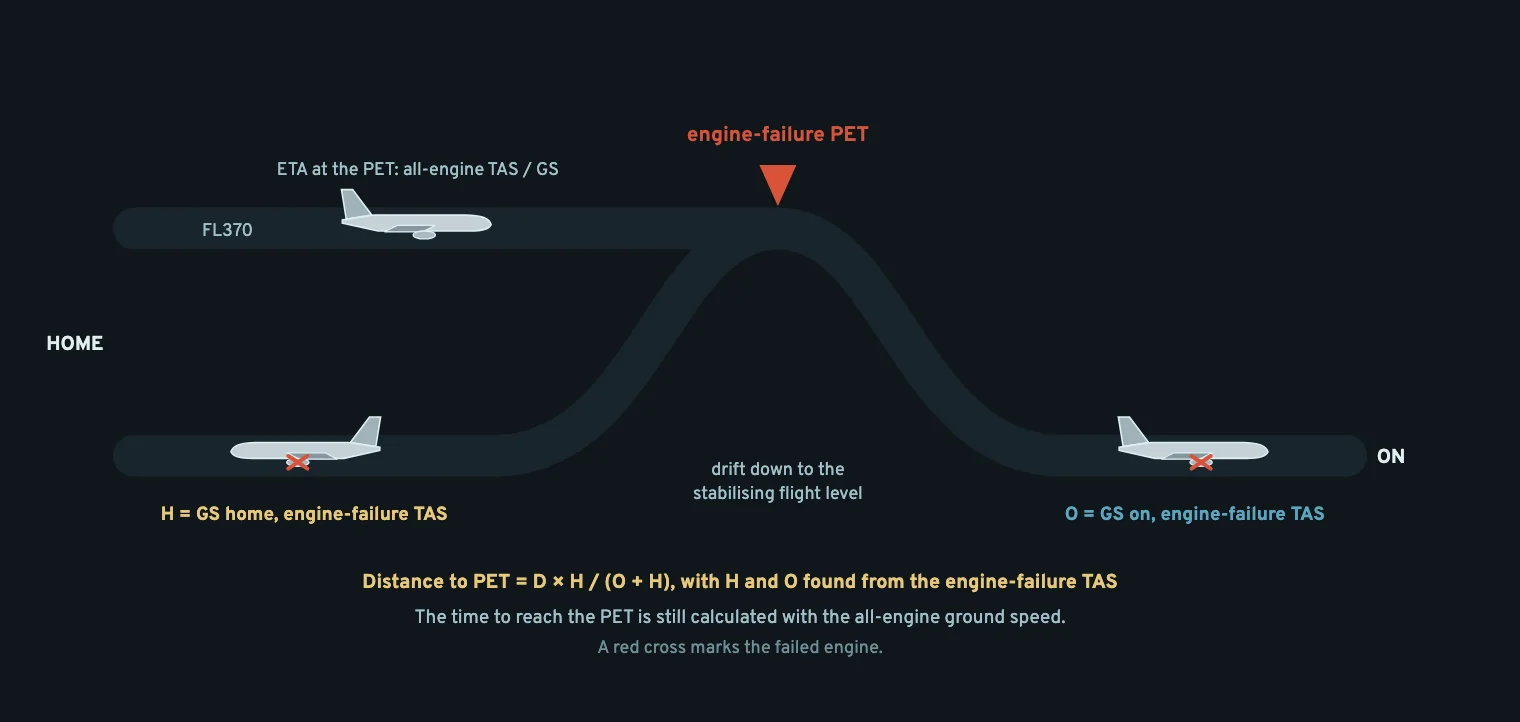 engine-failure PET
ETA at the PET: all-engine TAS / GS
FL370
HOME
ON
drift down to the
stabilising flight level
H = GS home, engine-failure TAS
O = GS on, engine-failure TAS
Distance to PET = D × H / (O + H), with H and O found from the engine-failure TAS
The time to reach the PET is still calculated with the all-engine ground speed.
A red cross marks the failed engine.